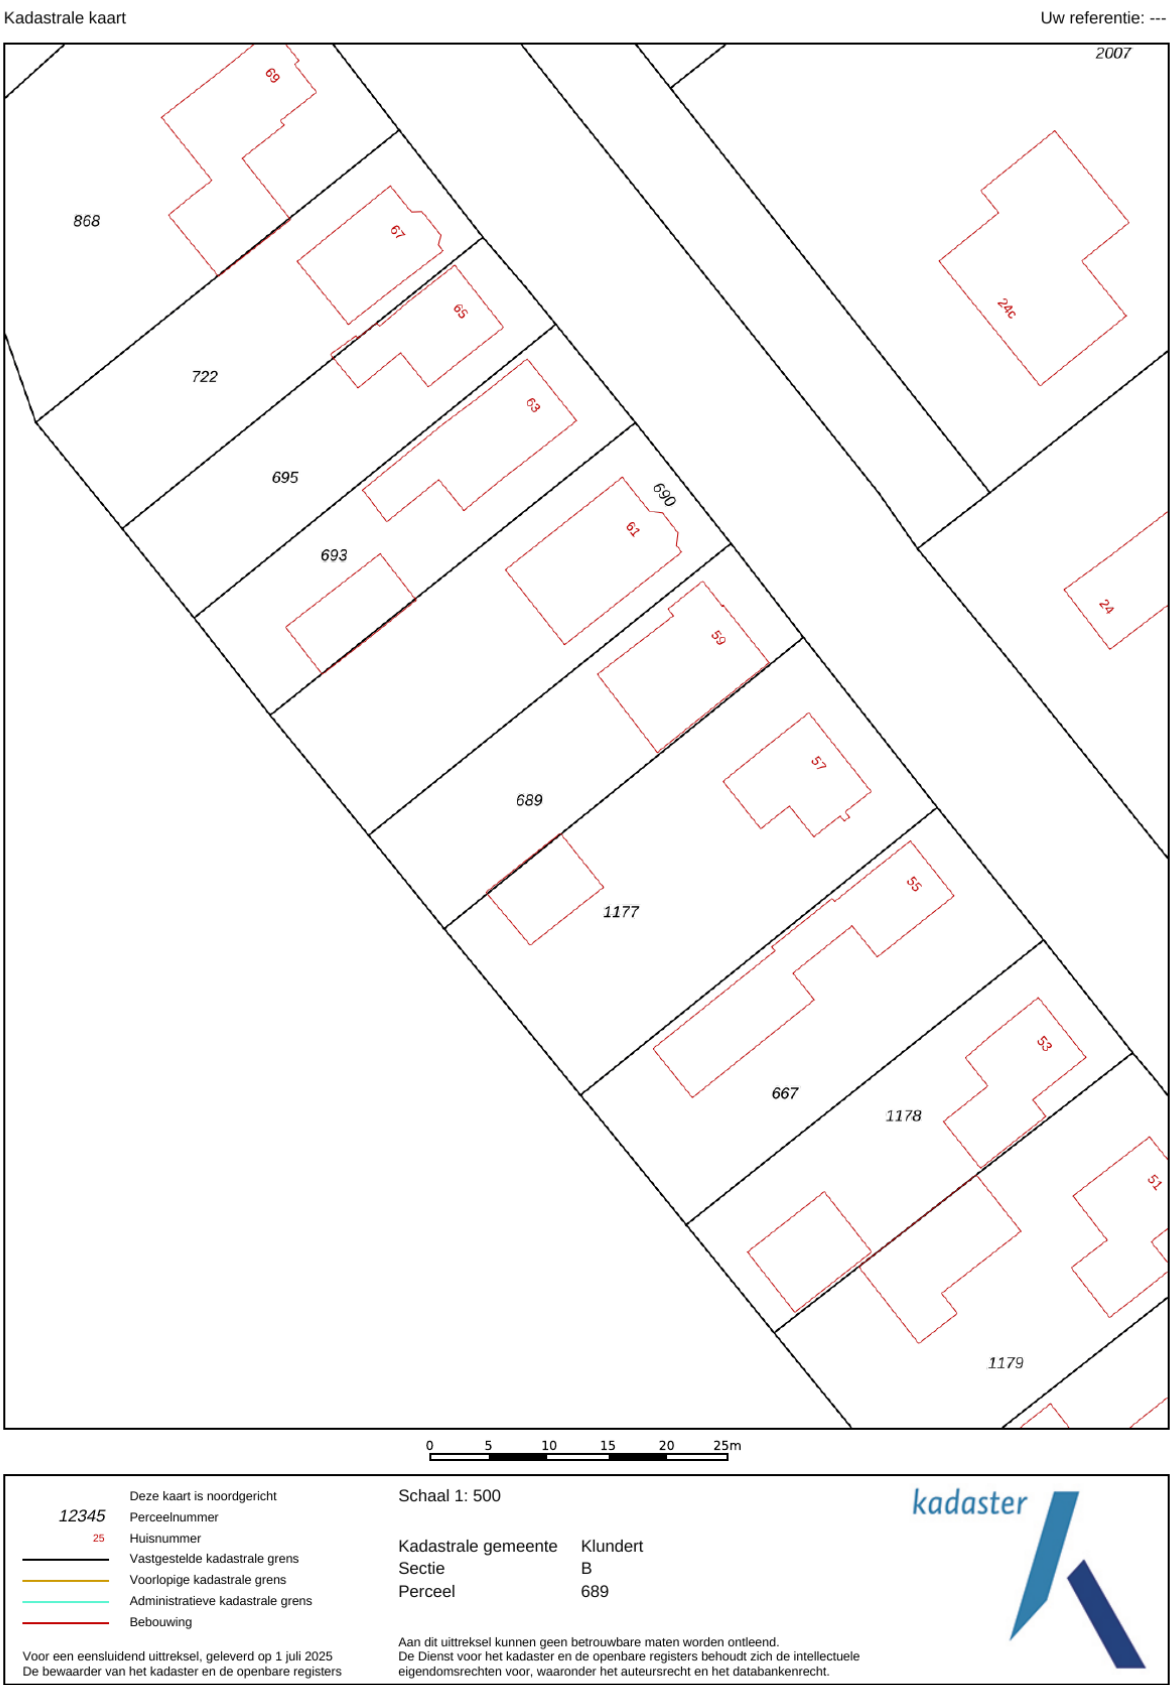 Kadastrale kaart
Uw referentie: ---
2007
69
868
67
24c
65
722
63
695
690
61
693
24
59
57
689
55
1177
53
667
1178
51
1179
0 5 10 15 20 25m
Deze kaart is noordgericht
12345 Perceelnummer
25 Huisnummer
Vastgestelde kadastrale grens
Voorlopige kadastrale grens
Administratieve kadastrale grens
Bebouwing
Voor een eensluidend uittreksel, geleverd op 1 juli 2025
De bewaarder van het kadaster en de openbare registers
Schaal 1: 500
Kadastrale gemeente Klundert
Sectie B
Perceel 689
Aan dit uittreksel kunnen geen betrouwbare maten worden ontleend.
De Dienst voor het kadaster en de openbare registers behoudt zich de intellectuele
eigendomsrechten voor, waaronder het auteursrecht en het databankenrecht.
kadaster